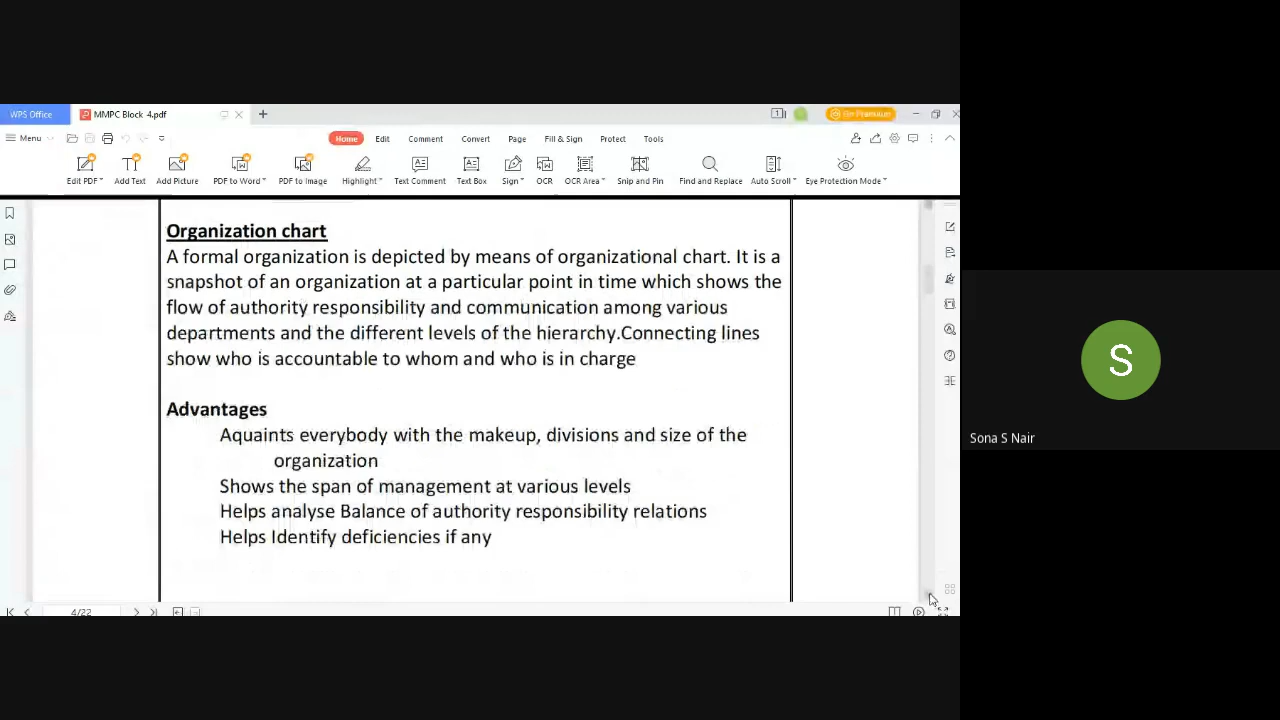 WPS Office
MMPC Block 4.pdf
1
Menu
Home Edit Comment Convert Page Fill & Sign Protect Tools
Edit PDF Add Text Add Picture PDF to Word PDF to Image Highlight Text Comment Text Box Sign OCR OCR Area Snip and Pin Find and Replace Auto Scroll Eye Protection Mode
Organization chart
A formal organization is depicted by means of organizational chart. It is a
snapshot of an organization at a particular point in time which shows the
flow of authority responsibility and communication among various
departments and the different levels of the hierarchy.Connecting lines
show who is accountable to whom and who is in charge
Advantages
Aquaints everybody with the makeup, divisions and size of the
organization
Shows the span of management at various levels
Helps analyse Balance of authority responsibility relations
Helps Identify deficiencies if any
4/22
S
Sona S Nair